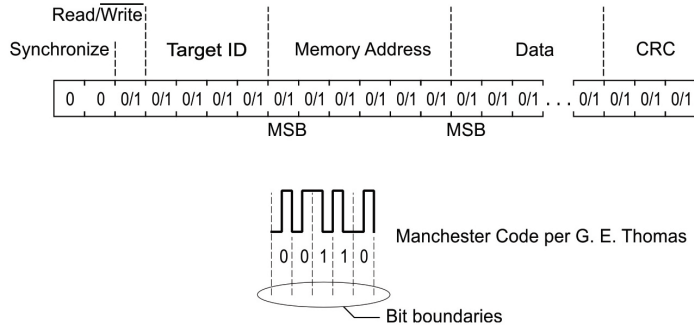 Read/Write
Synchronize Target ID Memory Address Data CRC
0 0 0/1 0/1 0/1 0/1 0/1 0/1 0/1 0/1 0/1 0/1 0/1 0/1 0/1 0/1 ... 0/1 0/1 0/1 0/1
MSB MSB
Manchester Code per G. E. Thomas
0 0 1 1 0
Bit boundaries